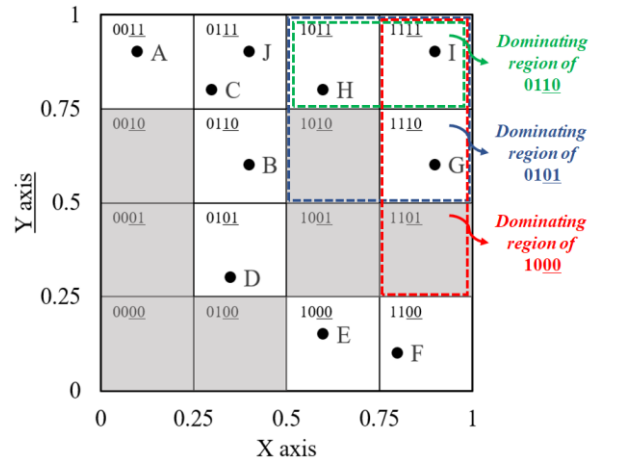 1
0011 0111 1011 1111
A J I
C H
Dominating
region of
0110
0.75
0010 0110 1010 1110
B G
Dominating
region of
0101
0.5
0001 0101 1001 1101
D
Dominating
region of
1000
0.25
0000 0100 1000 1100
E
F
0
0 0.25 0.5 0.75 1
X axis
Y axis